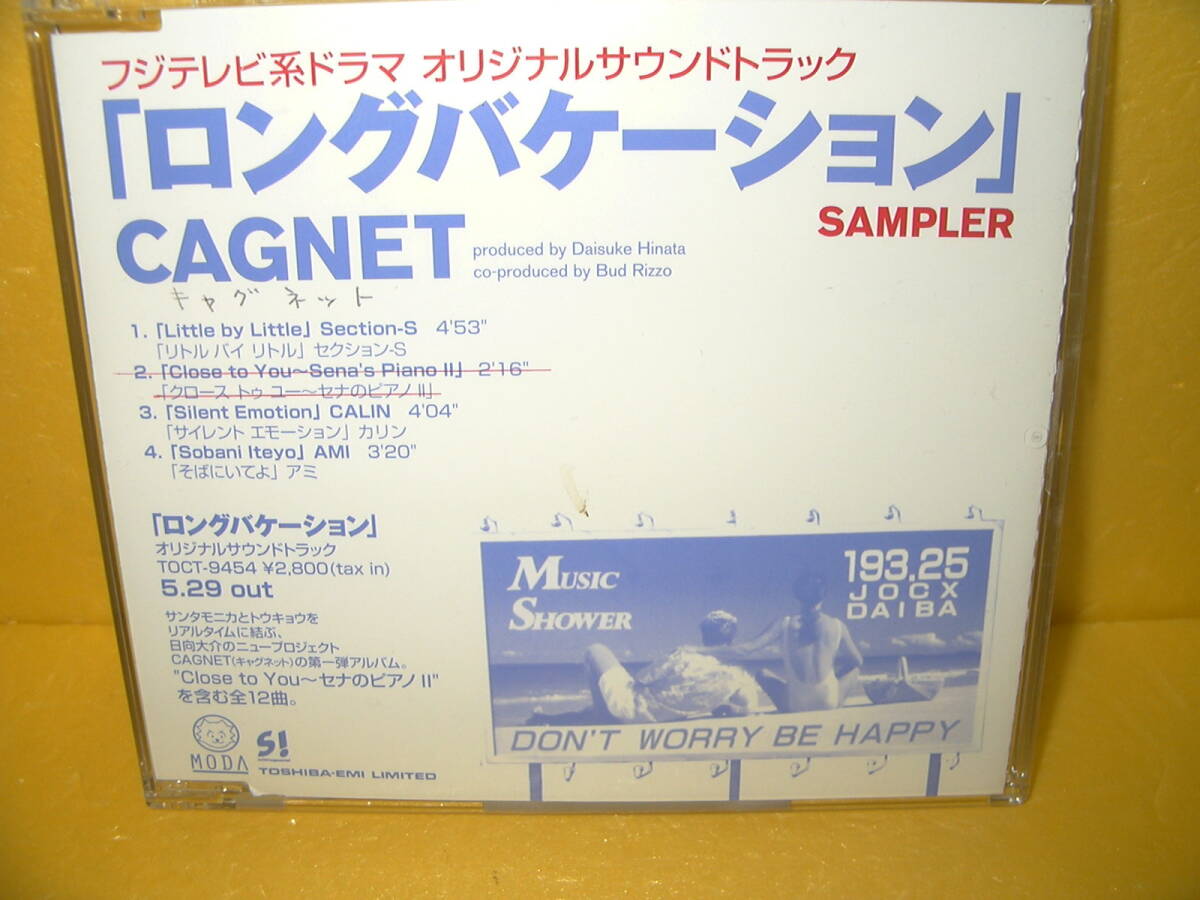 フジテレビ系ドラマ オリジナルサウンドトラック
「ロングバケーション」
SAMPLER
CAGNET
produced by Daisuke Hinata
co-produced by Bud Rizzo
キャグネット
1.「Little by Little」Section-S 4'53"
「リトル バイ リトル」セクション-S
2.「Close to You〜Sena's Piano II」2'16"
「クロース トゥ ユー〜セナのピアノ II」
3.「Silent Emotion」CALIN 4'04"
「サイレント エモーション」カリン
4.「Sobani Iteyo」AMI 3'20"
「そばにいてよ」アミ
「ロングバケーション」
オリジナルサウンドトラック
TOCT-9454 ¥2,800(tax in)
5.29 out
サンタモニカとトウキョウを
リアルタイムに結ぶ、
日向大介のニュープロジェクト
CAGNET(キャグネット)の第一弾アルバム。
"Close to You〜セナのピアノ II"
を含む全12曲。
MODA
S!
TOSHIBA-EMI LIMITED
MUSIC
SHOWER
193.25
JOCX
DAIBA
DON'T WORRY BE HAPPY